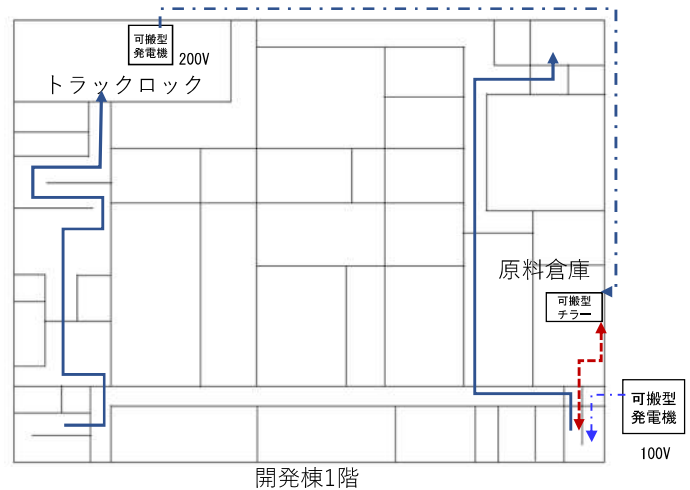 可搬型
発電機
200V
トラックロック
原料倉庫
可搬型
チラー
可搬型
発電機
100V
開発棟1階